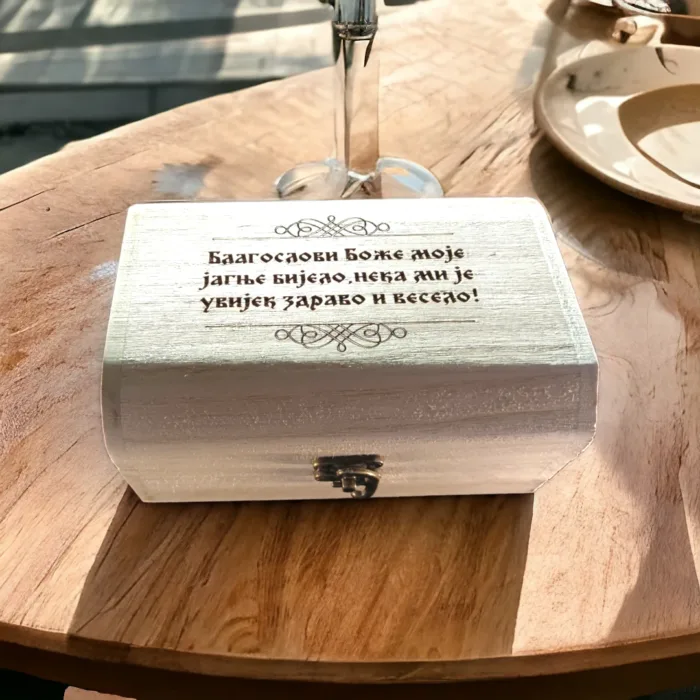 Благослови Боже моје
јагње бијело, нека ми је
увијек здраво и весело!